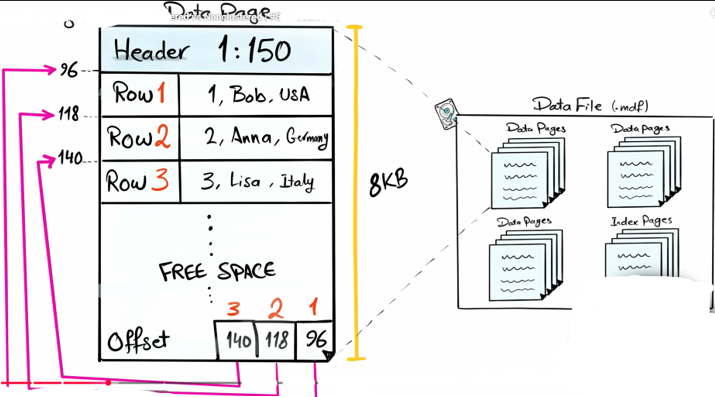 Data Page
0
Header 1:150
96
Row 1 1, Bob, USA
118
Row 2 2, Anna, Germany
140
Row 3 3, Lisa, Italy
8KB
FREE SPACE
3 2 1
Offset 140 118 96
Data File (.mdf)
Data Pages Data pages
Data Pages Index Pages